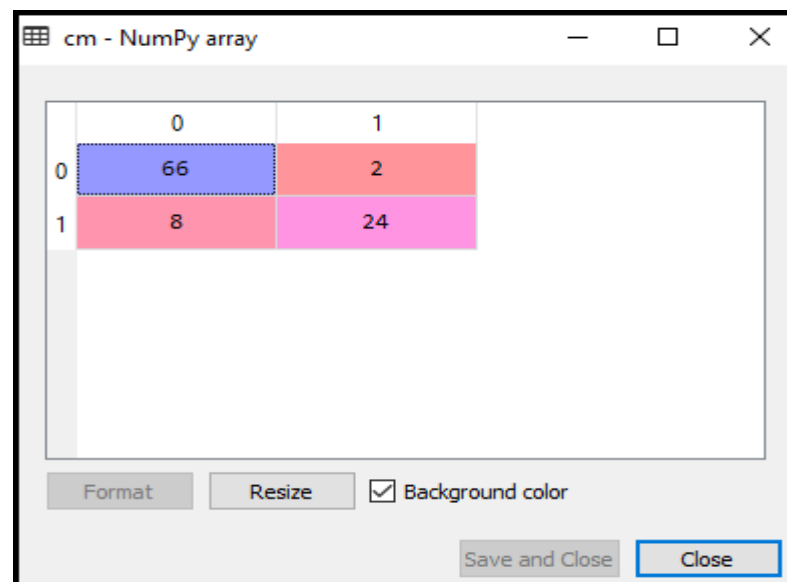 cm - NumPy array
0 1
0 66 2
1 8 24
Format Resize Background color
Save and Close Close